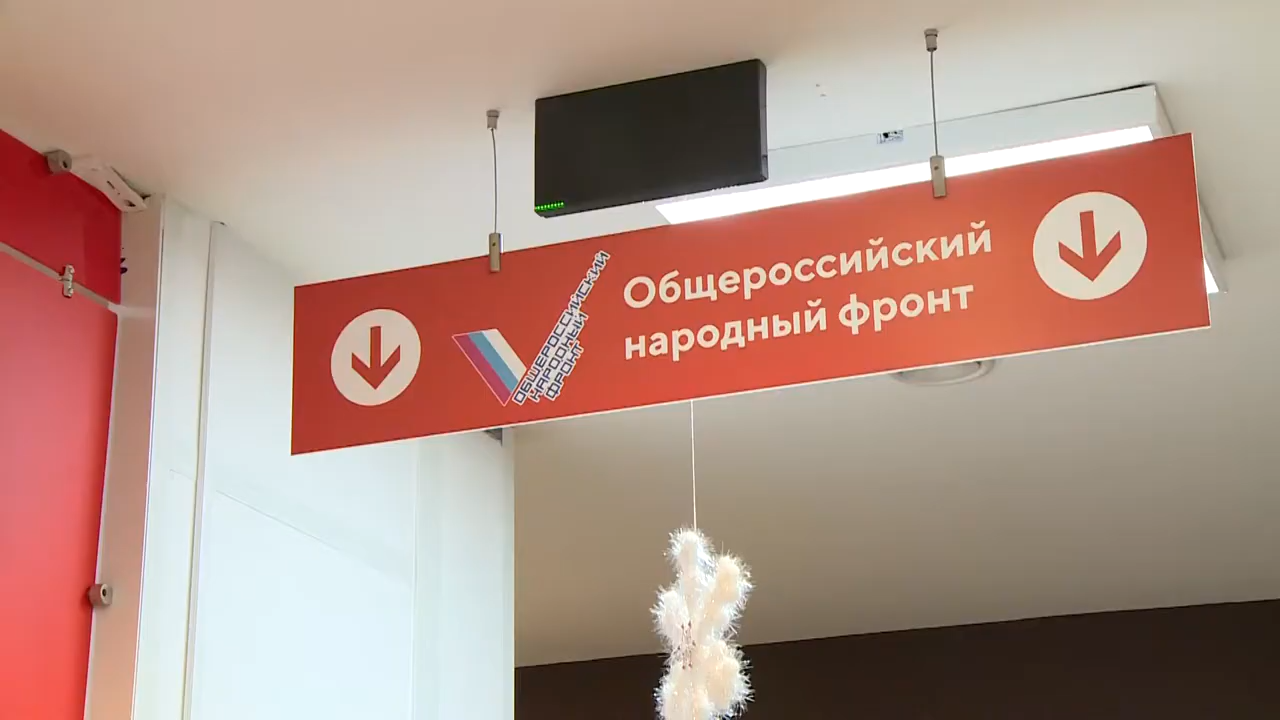 ОБЩЕРОССИЙСКИЙ
НАРОДНЫЙ
ФРОНТ
Общероссийский
народный фронт